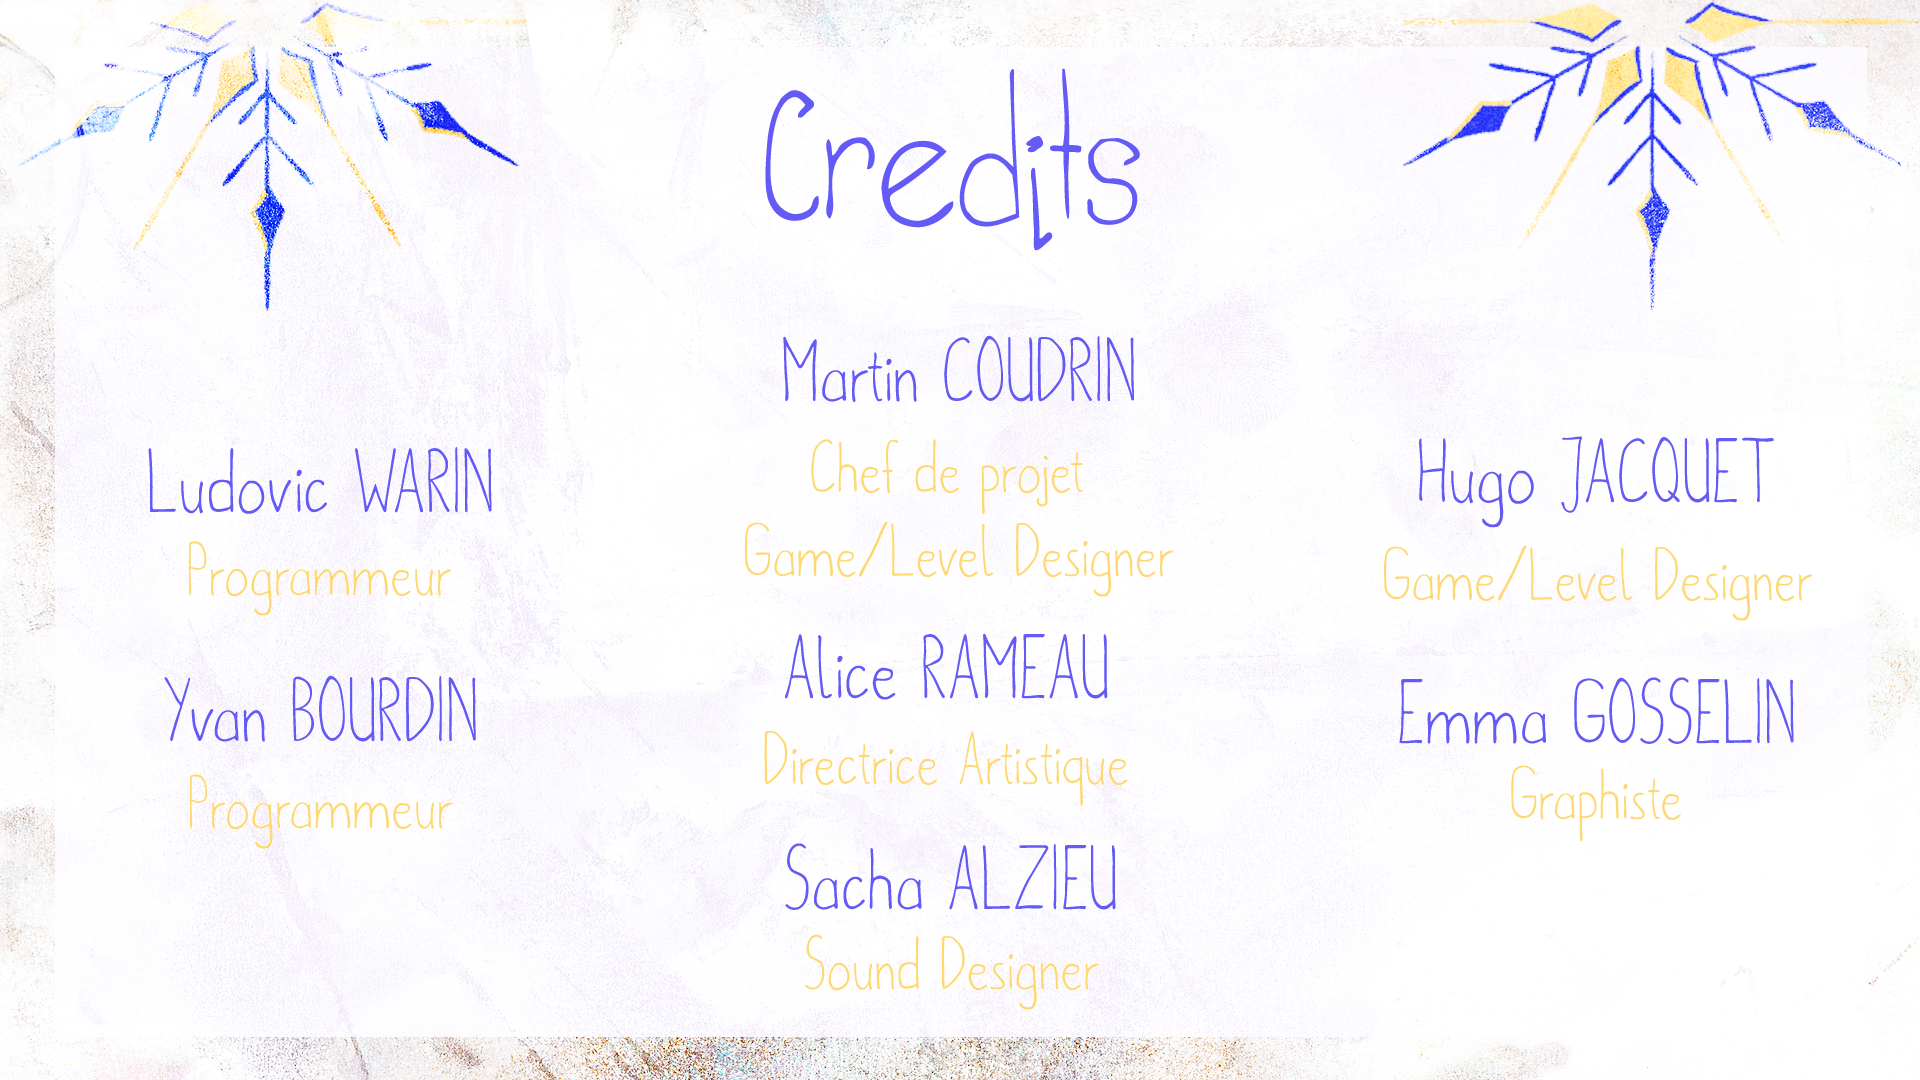 Credits
Ludovic WARIN
Programmeur
Yvan BOURDIN
Programmeur
Martin COUDRIN
Chef de projet
Game/Level Designer
Alice RAMEAU
Directrice Artistique
Sacha ALZIEU
Sound Designer
Hugo JACQUET
Game/Level Designer
Emma GOSSELIN
Graphiste